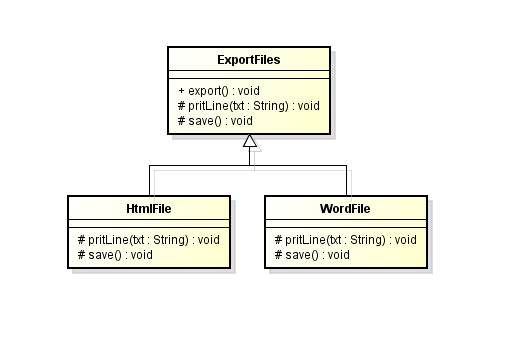 ExportFiles
+ export() : void
# pritLine(txt : String) : void
# save() : void
HtmlFile
# pritLine(txt : String) : void
# save() : void
WordFile
# pritLine(txt : String) : void
# save() : void